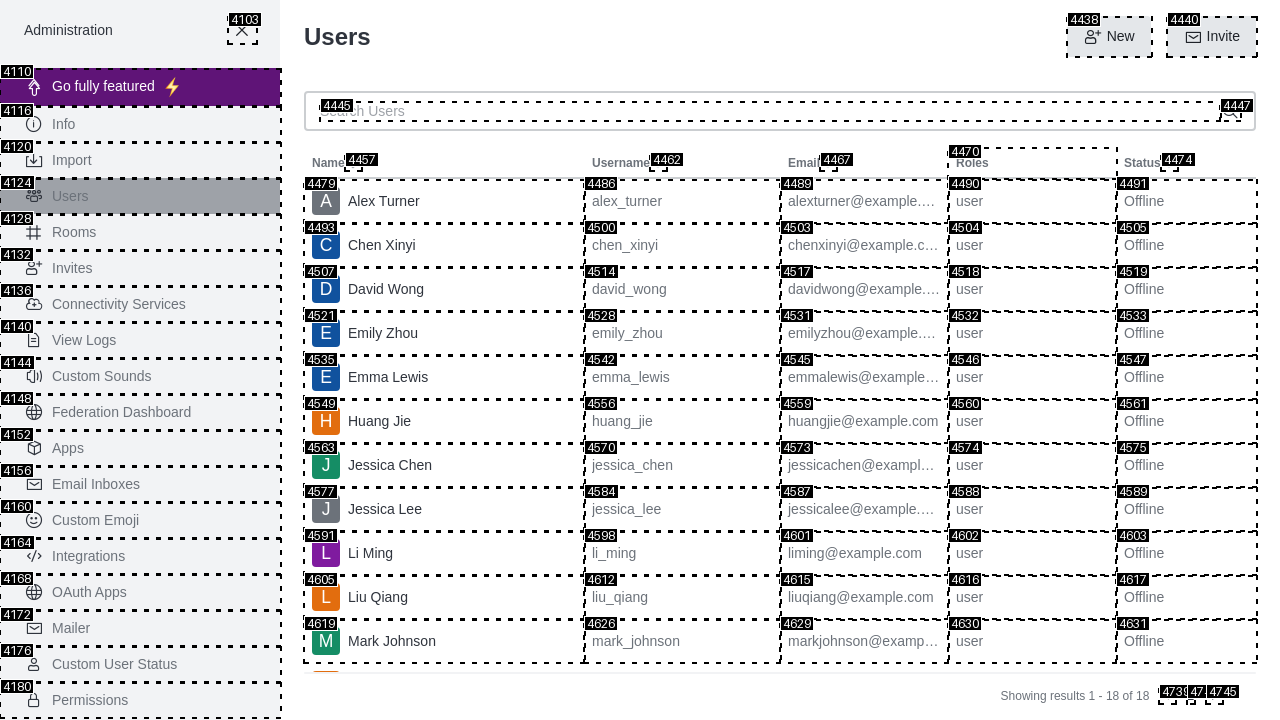 Administration
4103
Users
4438
New
4440
Invite
4110
Go fully featured
4116
Info
4120
Import
4124
Users
4128
Rooms
4132
Invites
4136
Connectivity Services
4140
View Logs
4144
Custom Sounds
4148
Federation Dashboard
4152
Apps
4156
Email Inboxes
4160
Custom Emoji
4164
Integrations
4168
OAuth Apps
4172
Mailer
4176
Custom User Status
4180
Permissions
4445
Search Users
4447
Name 4457 Username 4462 Email 4467 4470 Roles Status 4474
4479 4486 4489 4490 4491
A Alex Turner alex_turner alexturner@example.… user Offline
4493 4500 4503 4504 4505
C Chen Xinyi chen_xinyi chenxinyi@example.c… user Offline
4507 4514 4517 4518 4519
D David Wong david_wong davidwong@example.… user Offline
4521 4528 4531 4532 4533
E Emily Zhou emily_zhou emilyzhou@example.… user Offline
4535 4542 4545 4546 4547
E Emma Lewis emma_lewis emmalewis@example… user Offline
4549 4556 4559 4560 4561
H Huang Jie huang_jie huangjie@example.com user Offline
4563 4570 4573 4574 4575
J Jessica Chen jessica_chen jessicachen@exampl… user Offline
4577 4584 4587 4588 4589
J Jessica Lee jessica_lee jessicalee@example.… user Offline
4591 4598 4601 4602 4603
L Li Ming li_ming liming@example.com user Offline
4605 4612 4615 4616 4617
L Liu Qiang liu_qiang liuqiang@example.com user Offline
4619 4626 4629 4630 4631
M Mark Johnson mark_johnson markjohnson@examp… user Offline
Showing results 1 - 18 of 18
4745